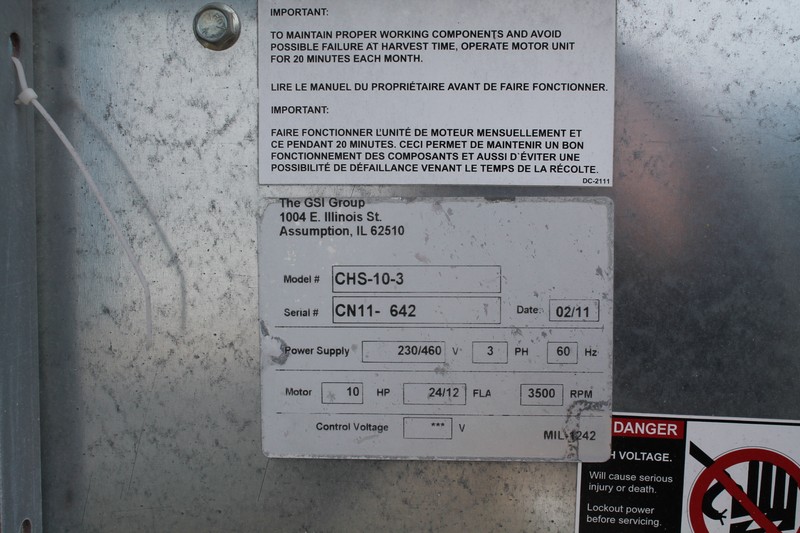 IMPORTANT:
TO MAINTAIN PROPER WORKING COMPONENTS AND AVOID
POSSIBLE FAILURE AT HARVEST TIME, OPERATE MOTOR UNIT
FOR 20 MINUTES EACH MONTH.
LIRE LE MANUEL DU PROPRIÉTAIRE AVANT DE FAIRE FONCTIONNER.
IMPORTANT:
FAIRE FONCTIONNER L'UNITÉ DE MOTEUR MENSUELLEMENT ET
CE PENDANT 20 MINUTES. CECI PERMET DE MAINTENIR UN BON
FONCTIONNEMENT DES COMPOSANTS ET AUSSI D'ÉVITER UNE
POSSIBILITÉ DE DÉFAILLANCE VENANT LE TEMPS DE LA RÉCOLTE.
DC-2111
The GSI Group
1004 E. Illinois St.
Assumption, IL 62510
Model # CHS-10-3
Serial # CN11- 642 Date: 02/11
Power Supply 230/460 V 3 PH 60 Hz
Motor 10 HP 24/12 FLA 3500 RPM
Control Voltage *** V
MIL-1242
DANGER
H VOLTAGE.
Will cause serious
injury or death.
Lockout power
before servicing.